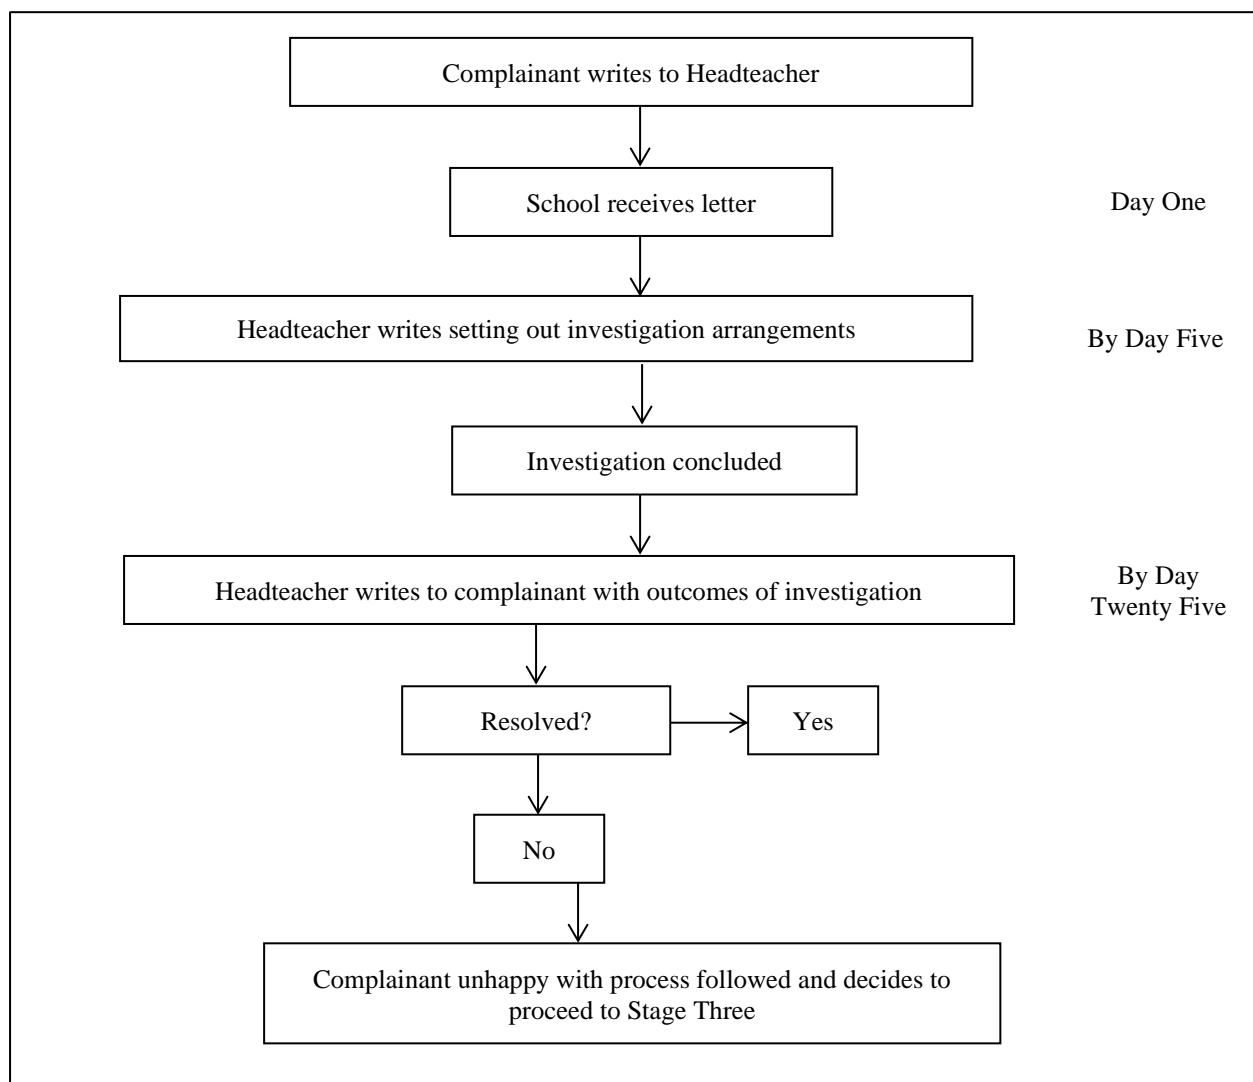 Complainant writes to Headteacher
School receives letter
Day One
Headteacher writes setting out investigation arrangements
By Day Five
Investigation concluded
Headteacher writes to complainant with outcomes of investigation
By Day
Twenty Five
Resolved?
Yes
No
Complainant unhappy with process followed and decides to
proceed to Stage Three